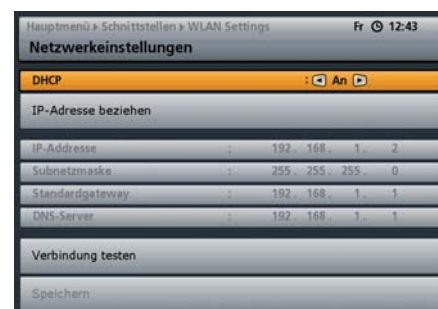 Hauptmenü ▸ Schnittstellen ▸ WLAN Settings Fr 12:43
Netzwerkeinstellungen
DHCP : ◂ An ▸
IP-Adresse beziehen
IP-Addresse : 192. 168. 1. 2
Subnetzmaske : 255. 255. 255. 0
Standardgateway : 192. 168. 1. 1
DNS-Server : 192. 168. 1. 1
Verbindung testen
Speichern